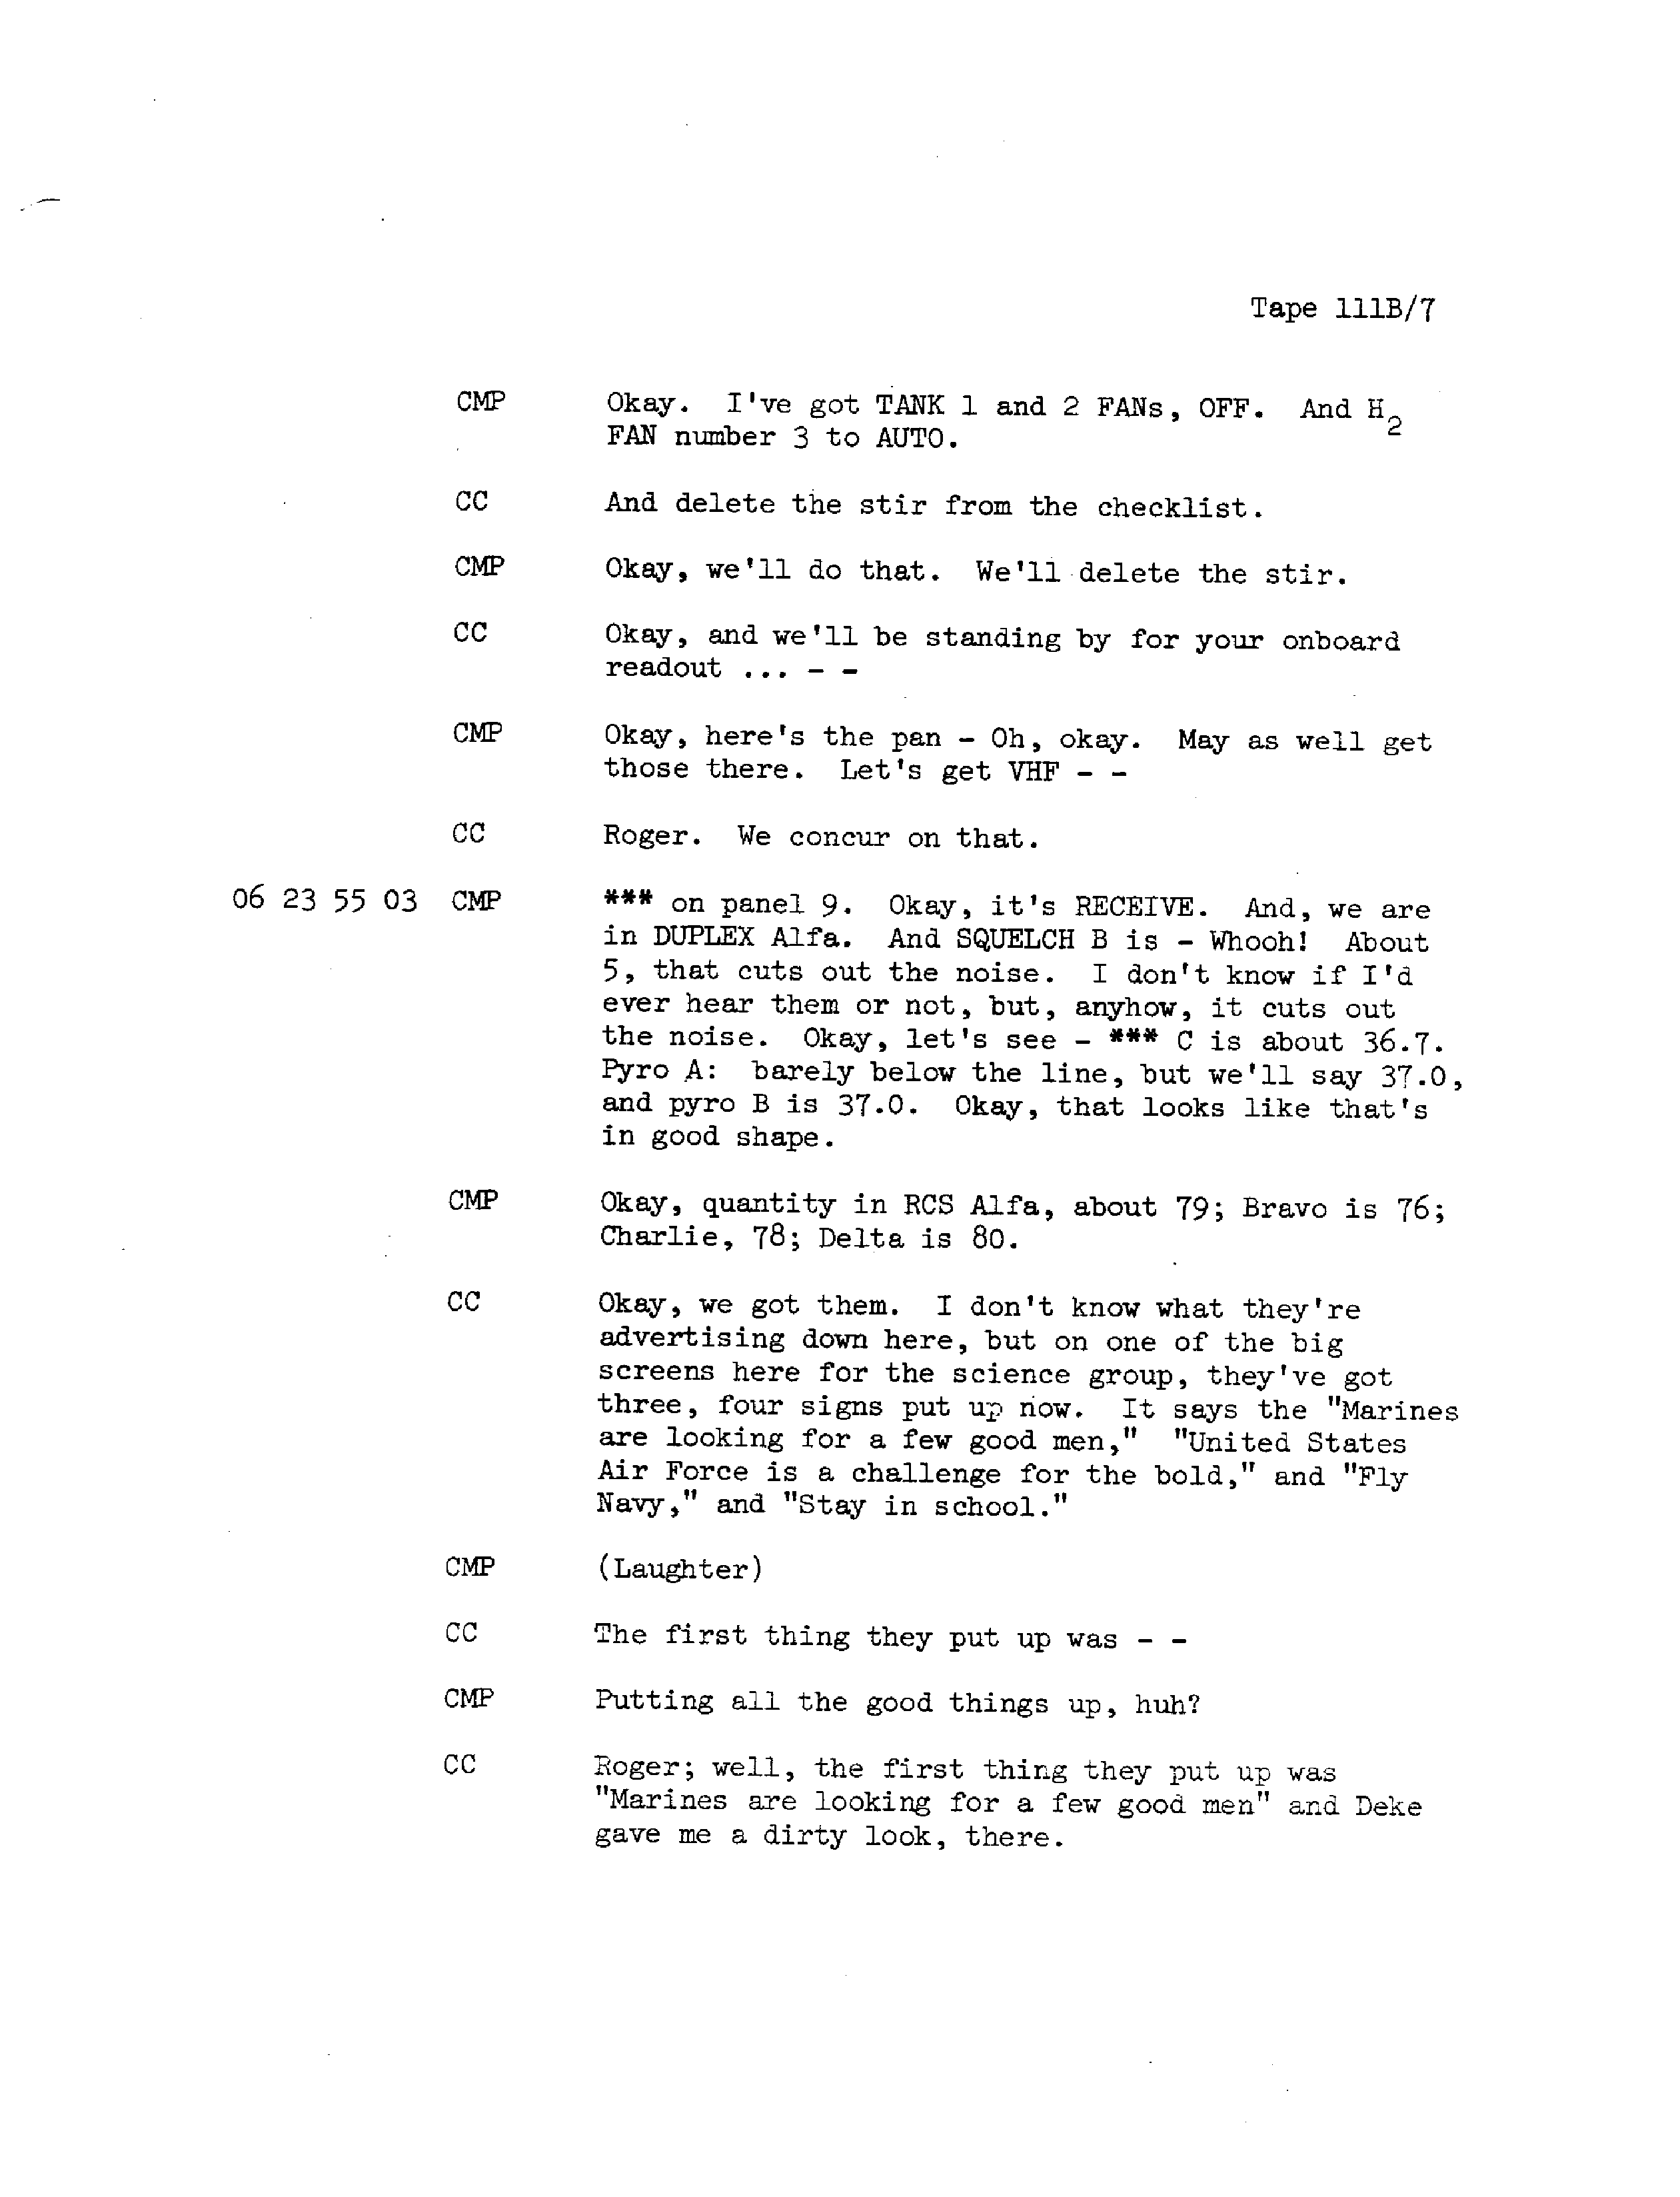 Tape 111B/7
CMP Okay. I've got TANK 1 and 2 FANs, OFF. And H2
FAN number 3 to AUTO.
CC And delete the stir from the checklist.
CMP Okay, we'll do that. We'll delete the stir.
CC Okay, and we'll be standing by for your onboard
readout ... - -
CMP Okay, here's the pan - Oh, okay. May as well get
those there. Let's get VHF - -
CC Roger. We concur on that.
06 23 55 03 CMP *** on panel 9. Okay, it's RECEIVE. And, we are
in DUPLEX Alfa. And SQUELCH B is - Whooh! About
5, that cuts out the noise. I don't know if I'd
ever hear them or not, but, anyhow, it cuts out
the noise. Okay, let's see - *** C is about 36.7.
Pyro A: barely below the line, but we'll say 37.0,
and pyro B is 37.0. Okay, that looks like that's
in good shape.
CMP Okay, quantity in RCS Alfa, about 79; Bravo is 76;
Charlie, 78; Delta is 80.
CC Okay, we got them. I don't know what they're
advertising down here, but on one of the big
screens here for the science group, they've got
three, four signs put up now. It says the "Marines
are looking for a few good men," "United States
Air Force is a challenge for the bold," and "Fly
Navy," and "Stay in school."
CMP (Laughter)
CC The first thing they put up was - -
CMP Putting all the good things up, huh?
CC Roger; well, the first thing they put up was
"Marines are looking for a few good men" and Deke
gave me a dirty look, there.